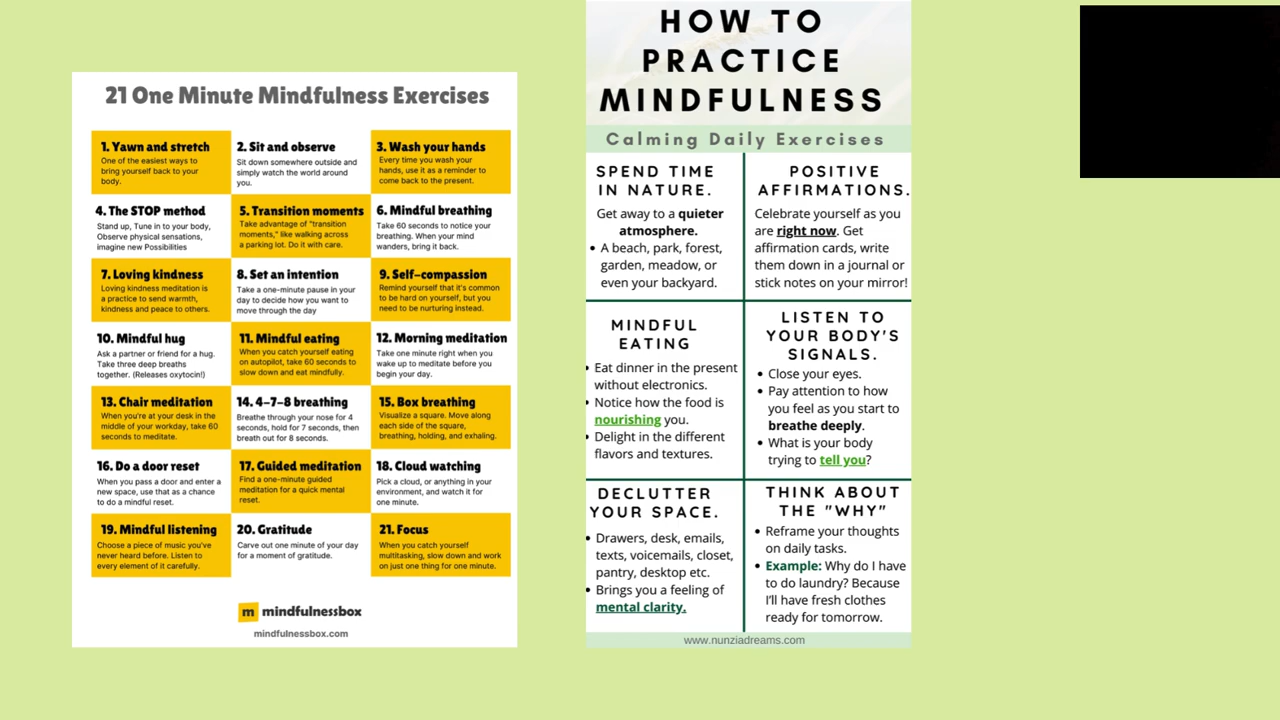 21 One Minute Mindfulness Exercises
1. Yawn and stretch
One of the easiest ways to
bring yourself back to your
body.
2. Sit and observe
Sit down somewhere outside and
simply watch the world around
you.
3. Wash your hands
Every time you wash your
hands, use it as a reminder to
come back to the present.
4. The STOP method
Stand up, Tune in to your body,
Observe physical sensations,
imagine new Possibilities
5. Transition moments
Take advantage of "transition
moments," like walking across
a parking lot. Do it with care.
6. Mindful breathing
Take 60 seconds to notice your
breathing. When your mind
wanders, bring it back.
7. Loving kindness
Loving kindness meditation is
a practice to send warmth,
kindness and peace to others.
8. Set an intention
Take a one-minute pause in your
day to decide how you want to
move through the day
9. Self-compassion
Remind yourself that it's common
to be hard on yourself, but you
need to be nurturing instead.
10. Mindful hug
Ask a partner or friend for a hug.
Take three deep breaths
together. (Releases oxytocin!)
11. Mindful eating
When you catch yourself eating
on autopilot, take 60 seconds to
slow down and eat mindfully.
12. Morning meditation
Take one minute right when you
wake up to meditate before you
begin your day.
13. Chair meditation
When you're at your desk in the
middle of your workday, take 60
seconds to meditate.
14. 4-7-8 breathing
Breathe through your nose for 4
seconds, hold for 7 seconds, then
breath out for 8 seconds.
15. Box breathing
Visualize a square. Move along
each side of the square,
breathing, holding, and exhaling.
16. Do a door reset
When you pass a door and enter a
new space, use that as a chance
to do a mindful reset.
17. Guided meditation
Find a one-minute guided
meditation for a quick mental
reset.
18. Cloud watching
Pick a cloud, or anything in your
environment, and watch it for
one minute.
19. Mindful listening
Choose a piece of music you've
never heard before. Listen to
every element of it carefully.
20. Gratitude
Carve out one minute of your day
for a moment of gratitude.
21. Focus
When you catch yourself
multitasking, slow down and work
on just one thing for one minute.
m mindfulnessbox
mindfulnessbox.com
HOW TO
PRACTICE
MINDFULNESS
Calming Daily Exercises
SPEND TIME
IN NATURE.
Get away to a quieter
atmosphere.
• A beach, park, forest,
garden, meadow, or
even your backyard.
POSITIVE
AFFIRMATIONS.
Celebrate yourself as you
are right now. Get
affirmation cards, write
them down in a journal or
stick notes on your mirror!
MINDFUL
EATING
• Eat dinner in the present
without electronics.
• Notice how the food is
nourishing you.
• Delight in the different
flavors and textures.
LISTEN TO
YOUR BODY'S
SIGNALS.
• Close your eyes.
• Pay attention to how
you feel as you start to
breathe deeply.
• What is your body
trying to tell you?
DECLUTTER
YOUR SPACE.
• Drawers, desk, emails,
texts, voicemails, closet,
pantry, desktop etc.
• Brings you a feeling of
mental clarity.
THINK ABOUT
THE "WHY"
• Reframe your thoughts
on daily tasks.
• Example: Why do I have
to do laundry? Because
I'll have fresh clothes
ready for tomorrow.
www.nunziadreams.com